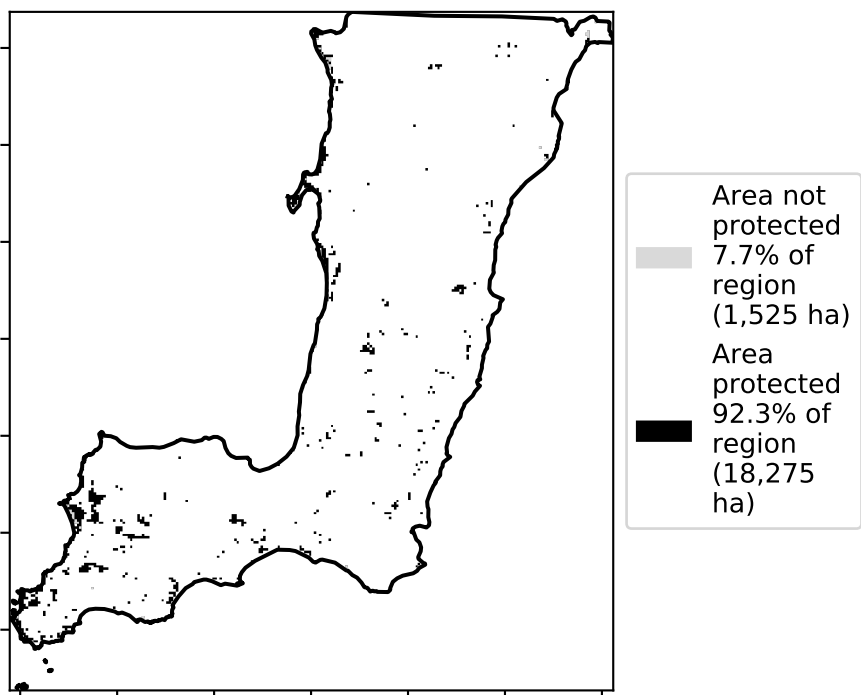 Area not
protected
7.7% of
region
(1,525 ha)
Area
protected
92.3% of
region
(18,275
ha)